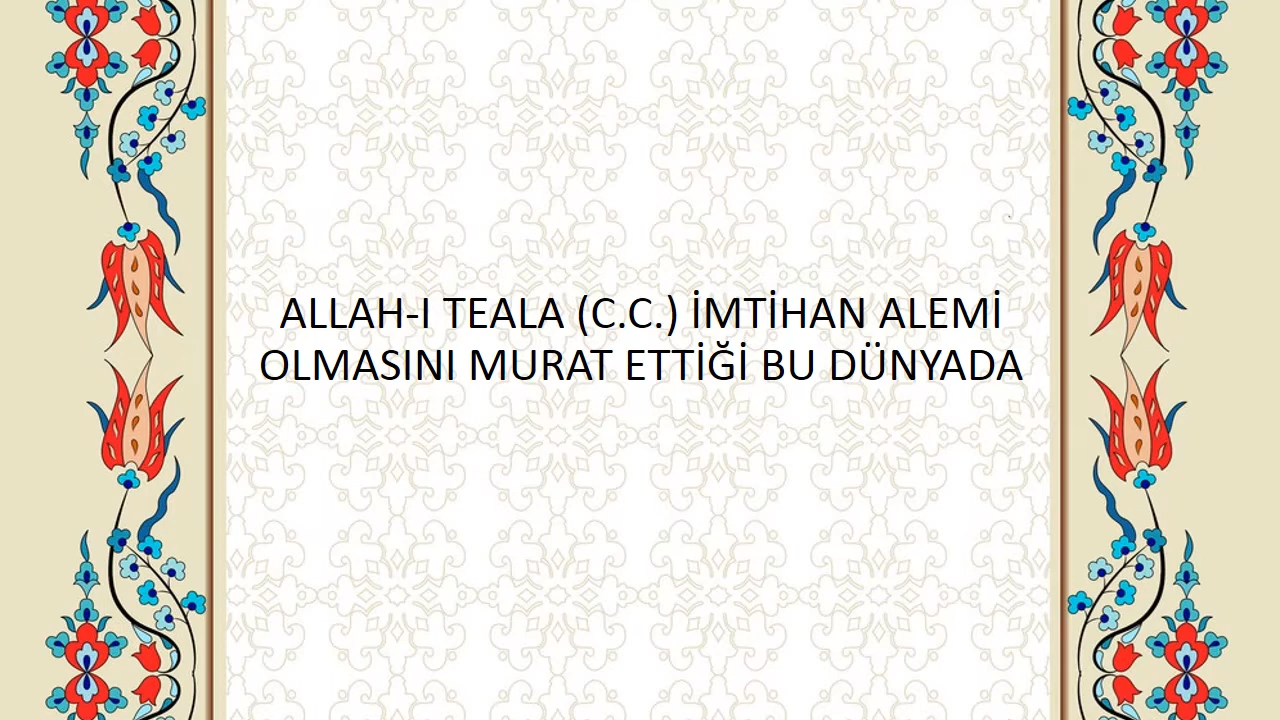 ALLAH-I TEALA (C.C.) İMTİHAN ALEMİ
OLMASINI MURAT ETTİĞİ BU DÜNYADA